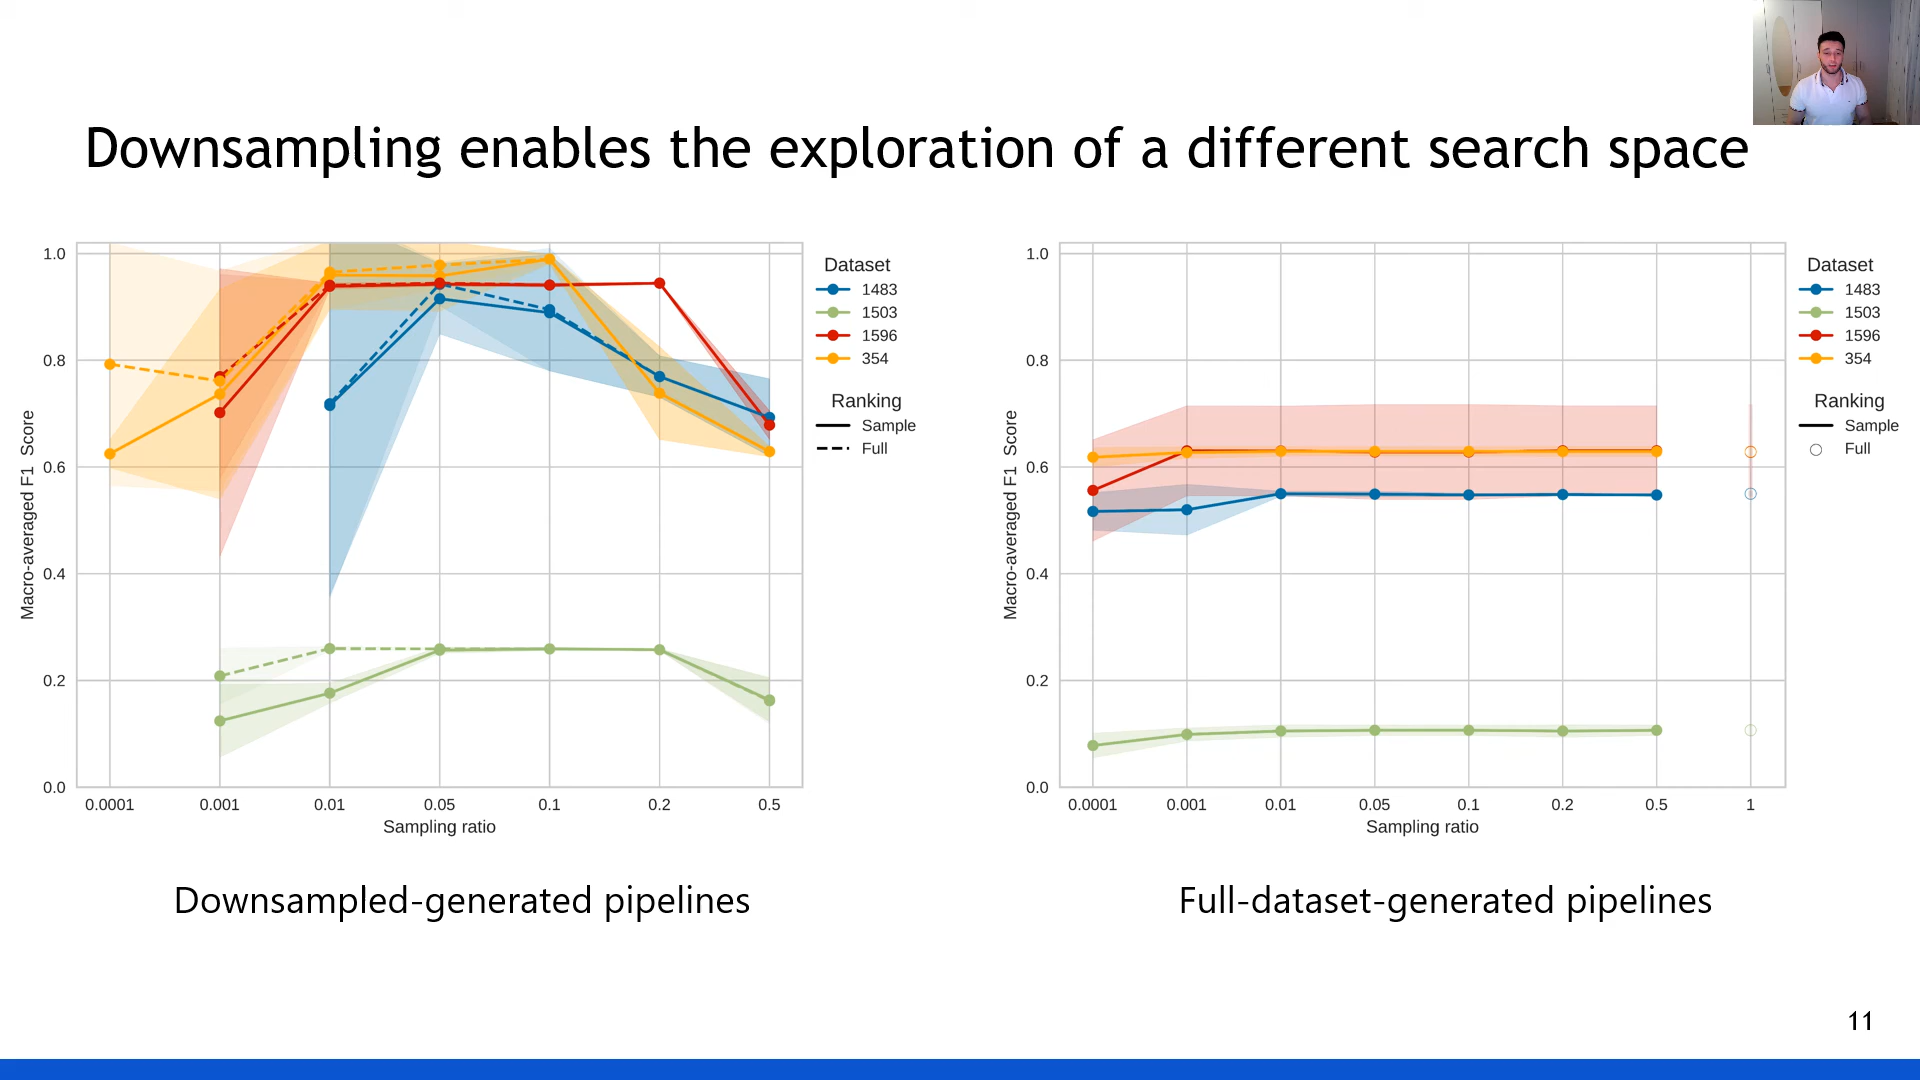 Downsampling enables the exploration of a different search space
1.0
0.8
0.6
0.4
0.2
0.0
Macro-averaged F1 Score
0.0001 0.001 0.01 0.05 0.1 0.2 0.5
Sampling ratio
Dataset
1483
1503
1596
354
Ranking
Sample
Full
Downsampled-generated pipelines
1.0
0.8
0.6
0.4
0.2
0.0
Macro-averaged F1 Score
0.0001 0.001 0.01 0.05 0.1 0.2 0.5 1
Sampling ratio
Dataset
1483
1503
1596
354
Ranking
Sample
Full
Full-dataset-generated pipelines
11